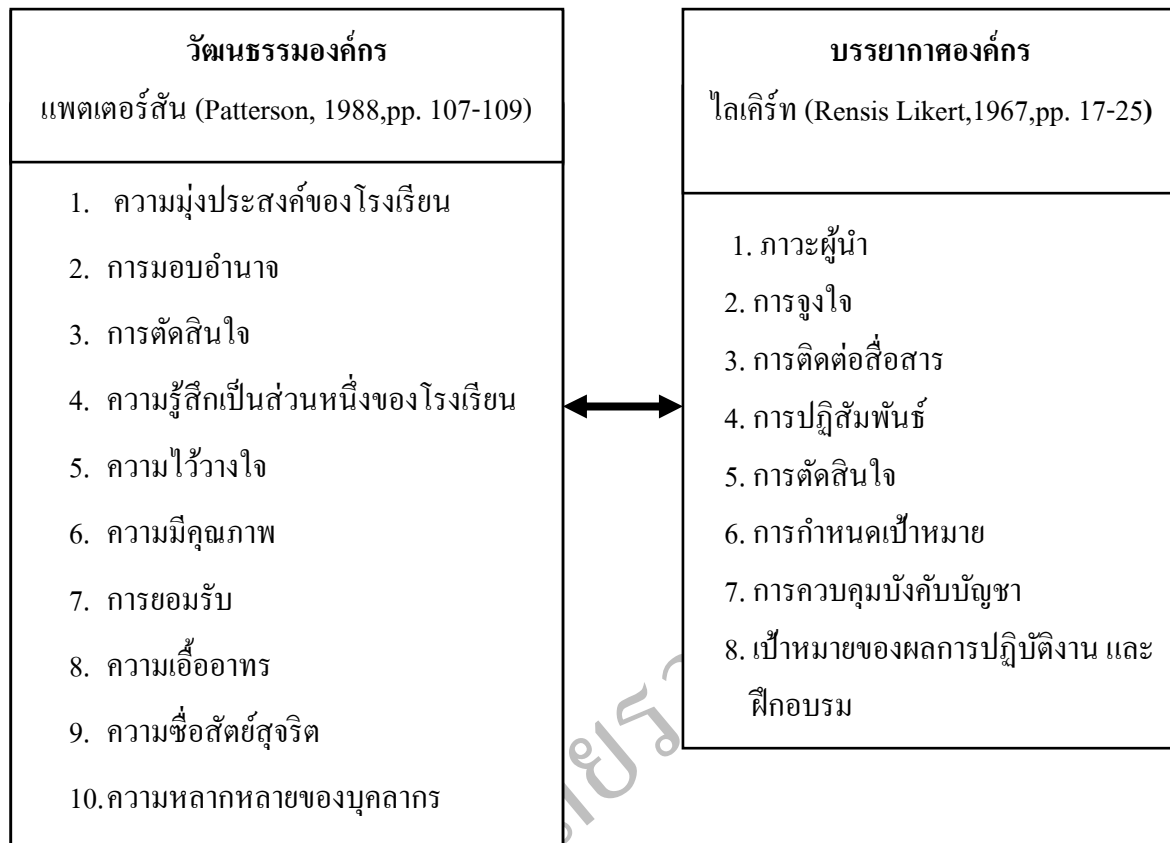 วัฒนธรรมองค์กร
แพตเตอร์สัน (Patterson, 1988,pp. 107-109)
1. ความมุ่งประสงค์ของโรงเรียน
2. การมอบอำนาจ
3. การตัดสินใจ
4. ความรู้สึกเป็นส่วนหนึ่งของโรงเรียน
5. ความไว้วางใจ
6. ความมีคุณภาพ
7. การยอมรับ
8. ความเอื้ออาทร
9. ความซื่อสัตย์สุจริต
10.ความหลากหลายของบุคลากร
บรรยากาศองค์กร
ไลเคิร์ท (Rensis Likert,1967,pp. 17-25)
1. ภาวะผู้นำ
2. การจูงใจ
3. การติดต่อสื่อสาร
4. การปฏิสัมพันธ์
5. การตัดสินใจ
6. การกำหนดเป้าหมาย
7. การควบคุมบังคับบัญชา
8. เป้าหมายของผลการปฏิบัติงาน และ
ฝึกอบรม